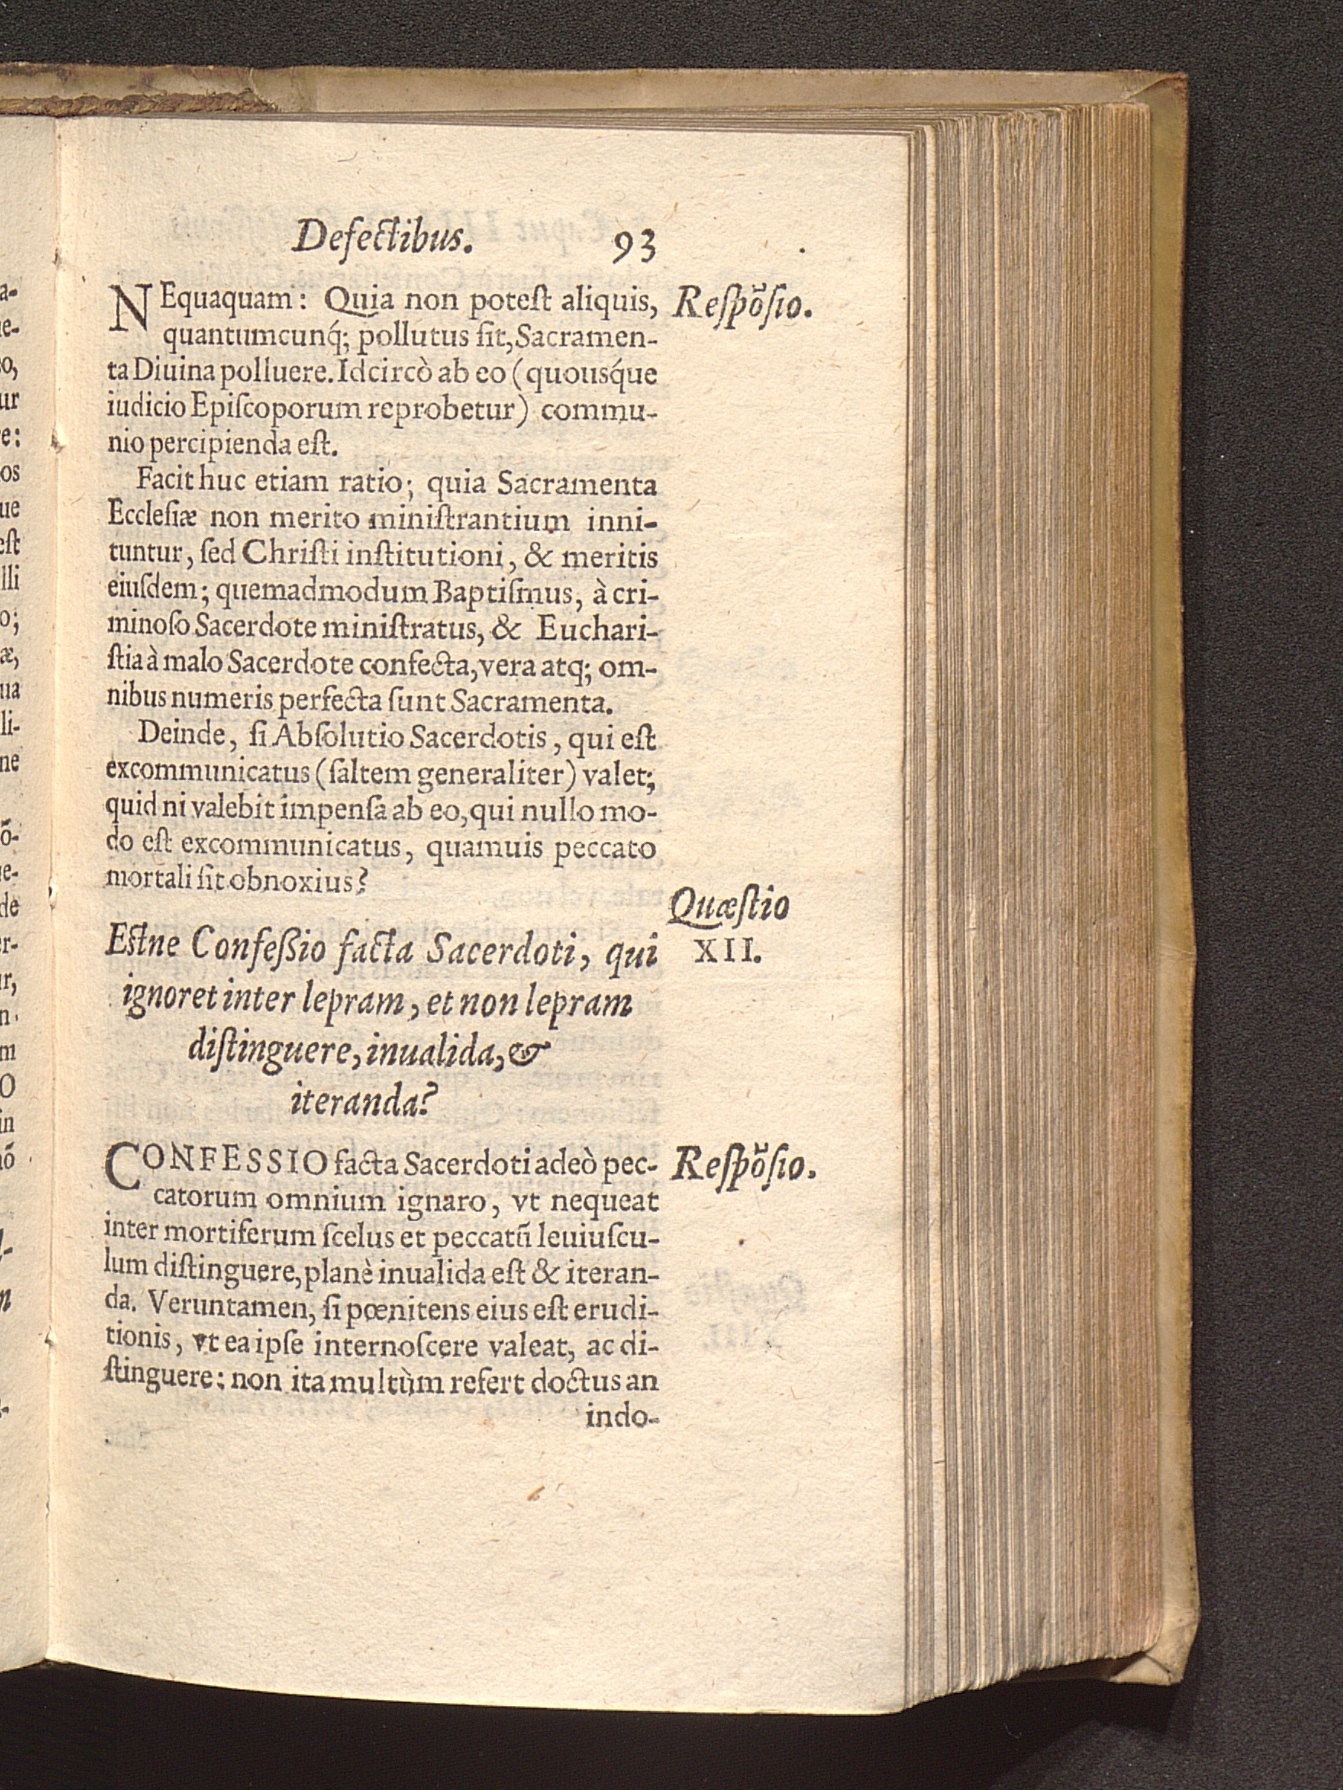 Defectibus. 93
NEquaquam: Quia non poteſt aliquis, Reſpõſio.
quantumcunq́; pollutus ſit, Sacramen-
ta Diuina polluere. Idcircò ab eo (quousq́ue
iudicio Epiſcoporum reprobetur) commu-
nio percipienda eſt.
Facit huc etiam ratio; quia Sacramenta
Eccleſiæ non merito miniſtrantium inni-
tuntur, ſed Chriſti inſtitutioni, & meritis
eiuſdem; quemadmodum Baptiſmus, à cri-
minoſo Sacerdote miniſtratus, & Euchari-
ſtia à malo Sacerdote confecta, vera atq; om-
nibus numeris perfecta ſunt Sacramenta.
Deinde, ſi Abſolutio Sacerdotis, qui eſt
excommunicatus (ſaltem generaliter) valet;
quid ni valebit impenſa ab eo, qui nullo mo-
do eſt excommunicatus, quamuis peccato
mortali ſit obnoxius?
Quæſtio
XII.
Eſtne Confeßio facta Sacerdoti, qui
ignoret inter lepram, et non lepram
diſtinguere, inualida, &
iteranda?
CONFESSIO facta Sacerdoti adeò pec- Reſpõſio.
catorum omnium ignaro, vt nequeat
inter mortiferum ſcelus et peccatū leuiuſcu-
lum diſtinguere, planè inualida eſt & iteran-
da. Veruntamen, ſi pœnitens eius eſt erudi-
tionis, vt ea ipſe internoſcere valeat, ac di-
ſtinguere: non ita multùm refert doctus an
indo-